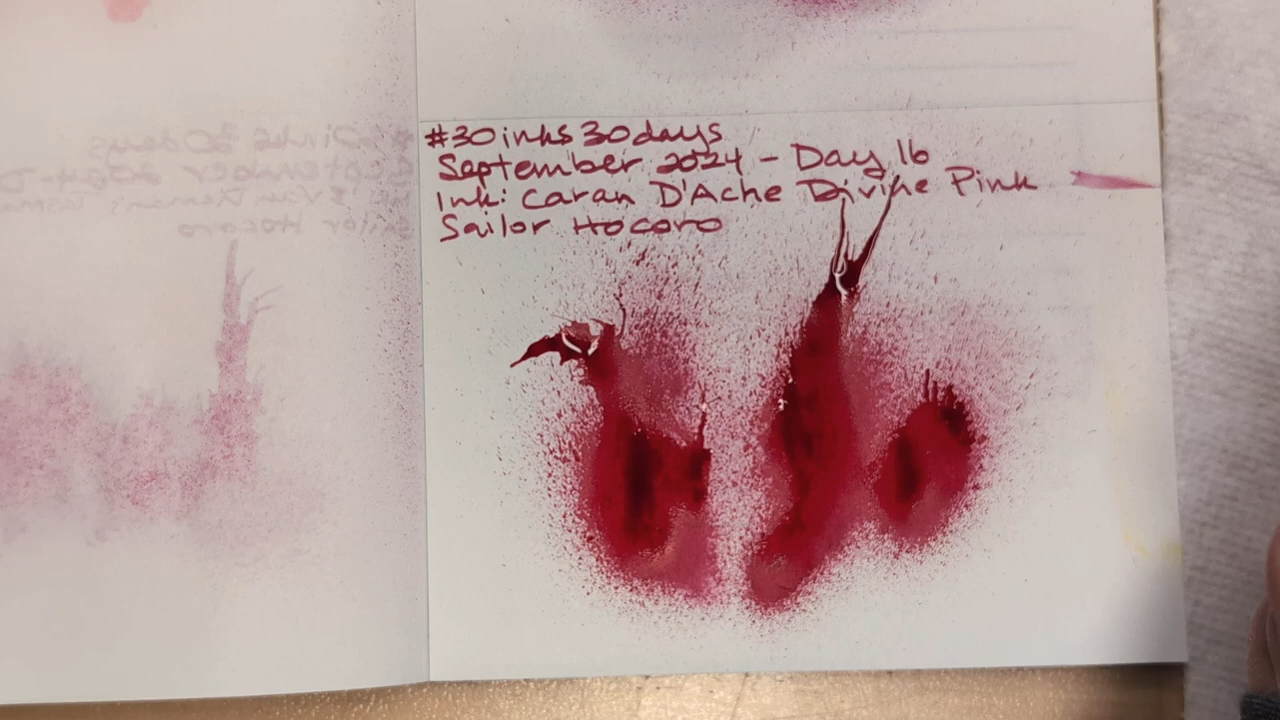 #30inks30days
September 2024 - Day 16
Ink: Caran D'Ache Divine Pink
Sailor Hocoro